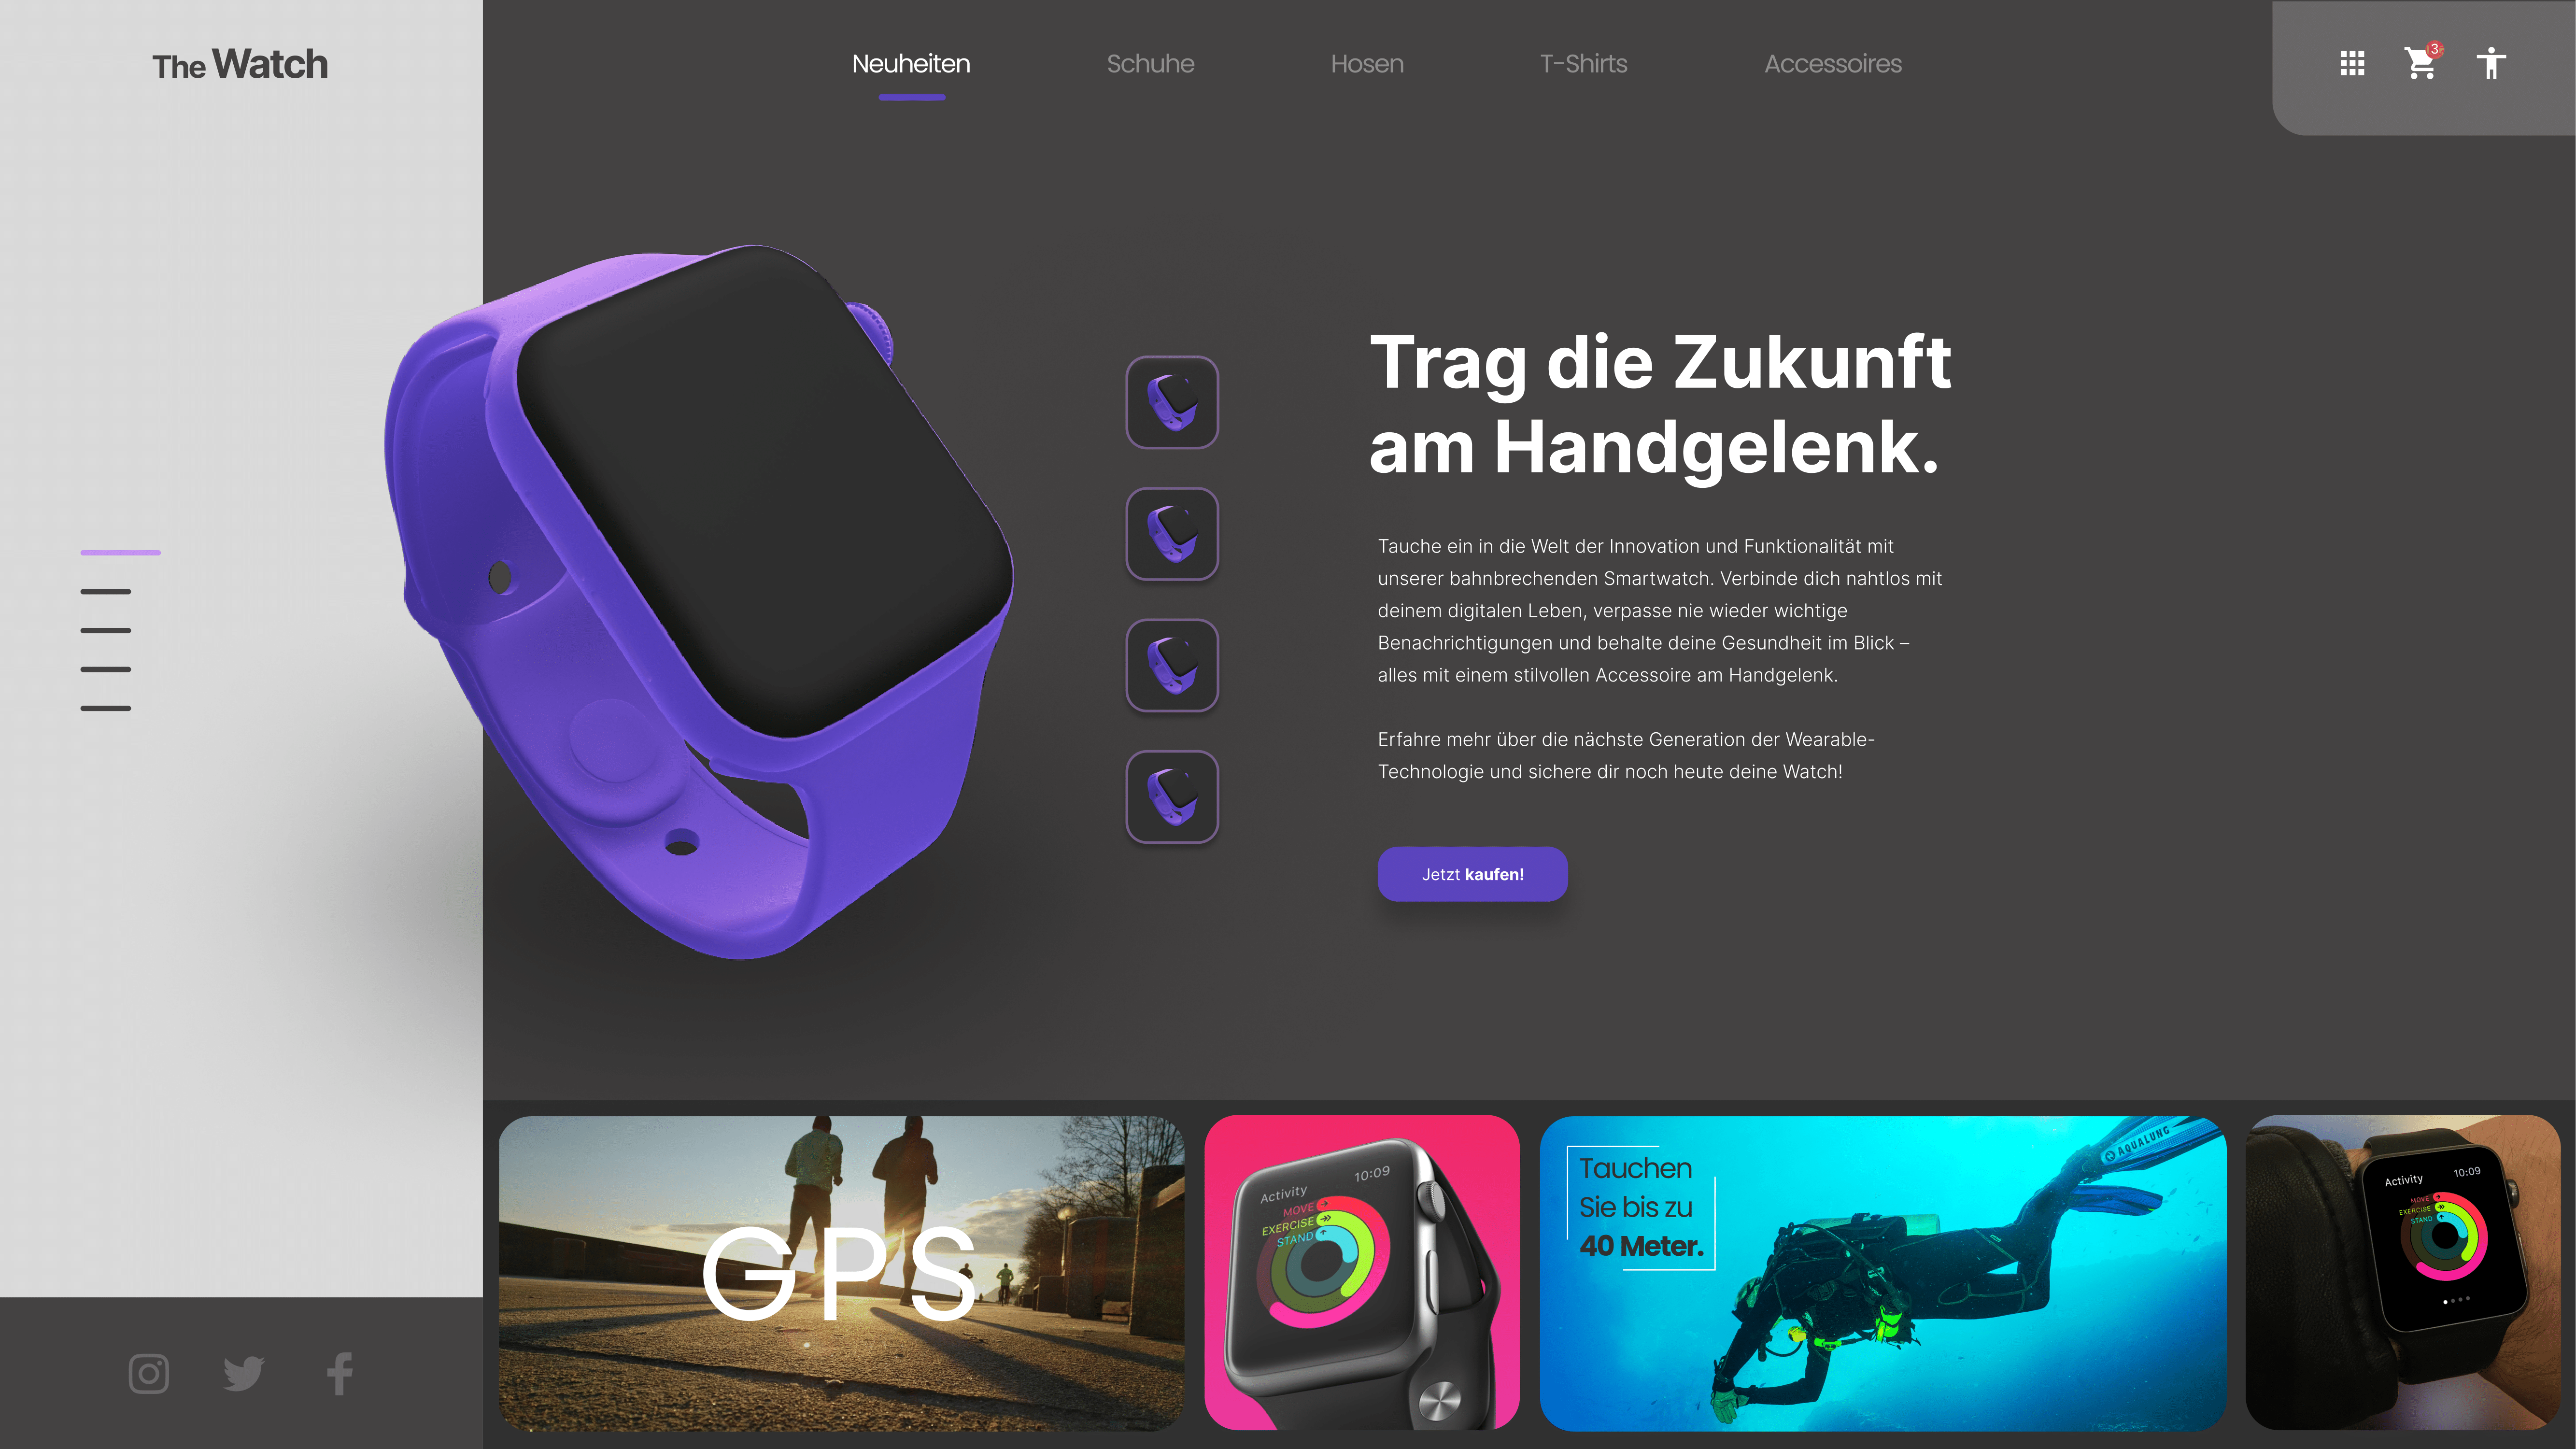 The Watch
Neuheiten
Schuhe
Hosen
T-Shirts
Accessoires
3
Trag die Zukunft
am Handgelenk.
Tauche ein in die Welt der Innovation und Funktionalität mit
unserer bahnbrechenden Smartwatch. Verbinde dich nahtlos mit
deinem digitalen Leben, verpasse nie wieder wichtige
Benachrichtigungen und behalte deine Gesundheit im Blick –
alles mit einem stilvollen Accessoire am Handgelenk.
Erfahre mehr über die nächste Generation der Wearable-
Technologie und sichere dir noch heute deine Watch!
Jetzt kaufen!
GPS
Activity
10:09
MOVE
EXERCISE
STAND
Tauchen
Sie bis zu
40 Meter.
AQUALUNG
Activity
10:09
MOVE
EXERCISE
STAND